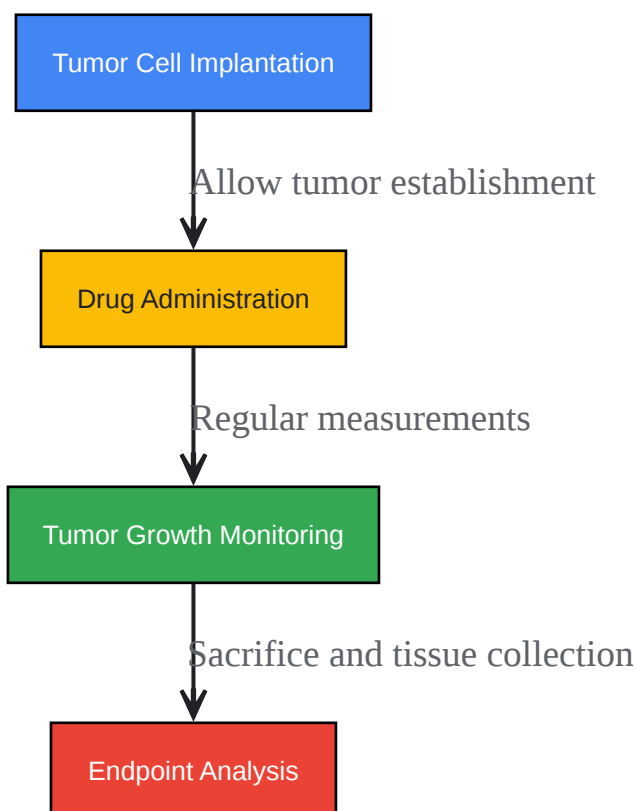 Tumor Cell Implantation
Allow tumor establishment
Drug Administration
Regular measurements
Tumor Growth Monitoring
Sacrifice and tissue collection
Endpoint Analysis